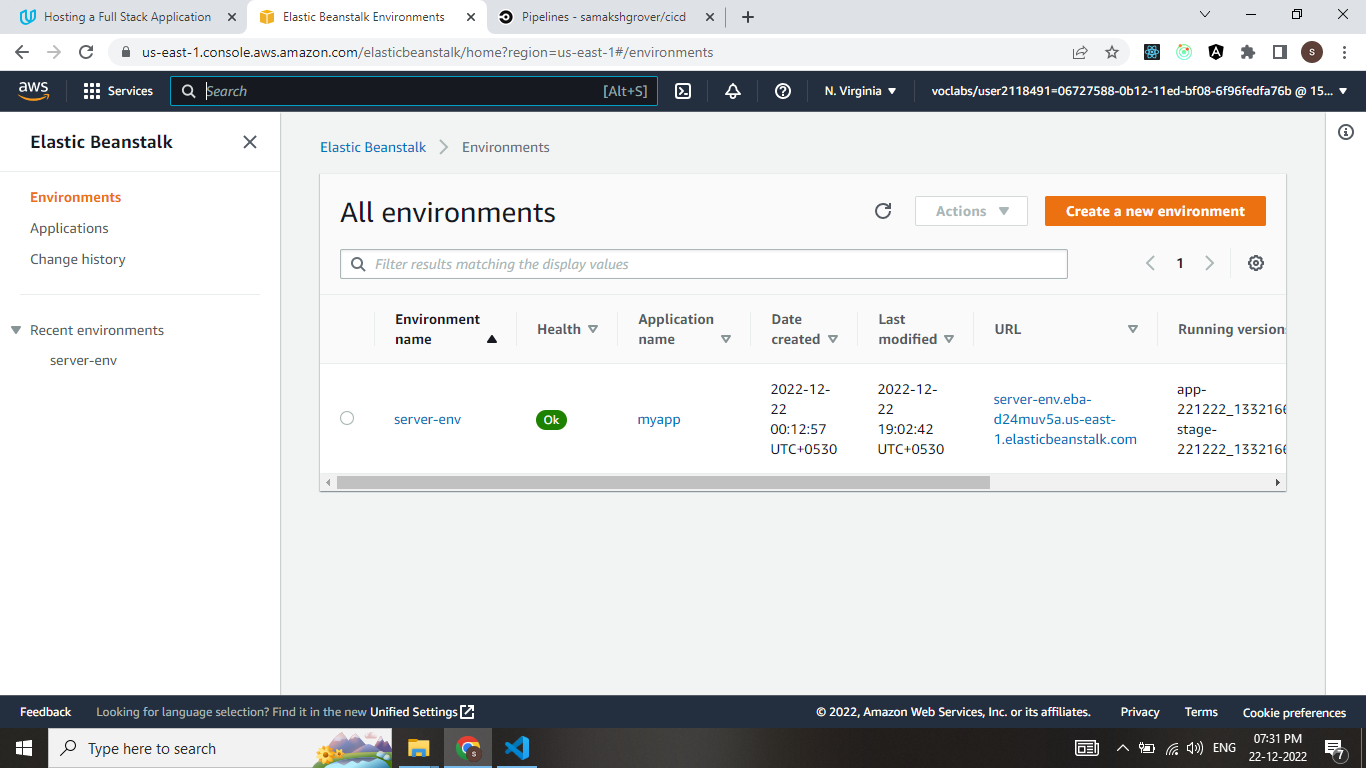 Hosting a Full Stack Application
Elastic Beanstalk Environments
Pipelines - samakshgrover/cicd
us-east-1.console.aws.amazon.com/elasticbeanstalk/home?region=us-east-1#/environments
S
aws
Services
Search
[Alt+S]
N. Virginia
voclabs/user2118491=06727588-0b12-11ed-bf08-6f96fedfa76b @ 15...
Elastic Beanstalk
Environments
Applications
Change history
Recent environments
server-env
Elastic Beanstalk
Environments
All environments
Actions
Create a new environment
Filter results matching the display values
1
Environment
name
Health
Application
name
Date
created
Last
modified
URL
Running versions
server-env
Ok
myapp
2022-12-
22
00:12:57
UTC+0530
2022-12-
22
19:02:42
UTC+0530
server-env.eba-
d24muv5a.us-east-
1.elasticbeanstalk.com
app-
221222_1332166
stage-
221222_1332166
Feedback
Looking for language selection? Find it in the new Unified Settings
© 2022, Amazon Web Services, Inc. or its affiliates.
Privacy
Terms
Cookie preferences
Type here to search
S
ENG
07:31 PM
22-12-2022
7